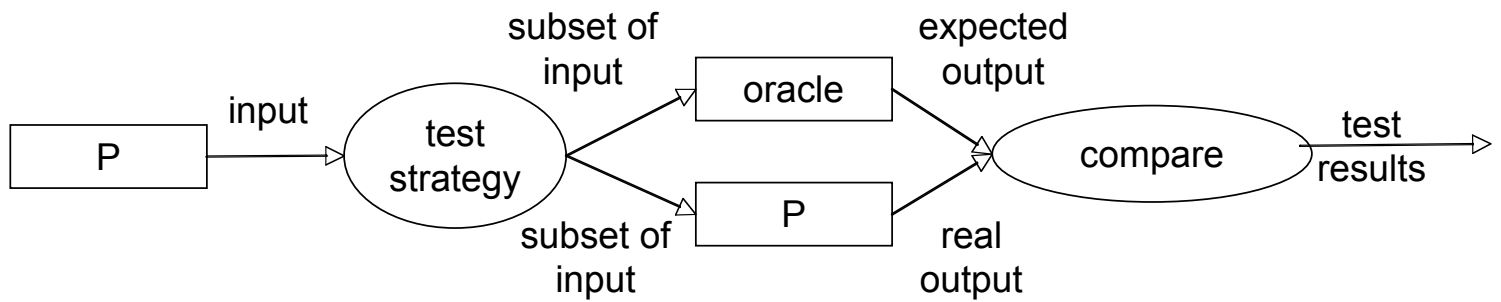 P
input
test
strategy
subset of
input
subset of
input
oracle
P
expected
output
real
output
compare
test
results